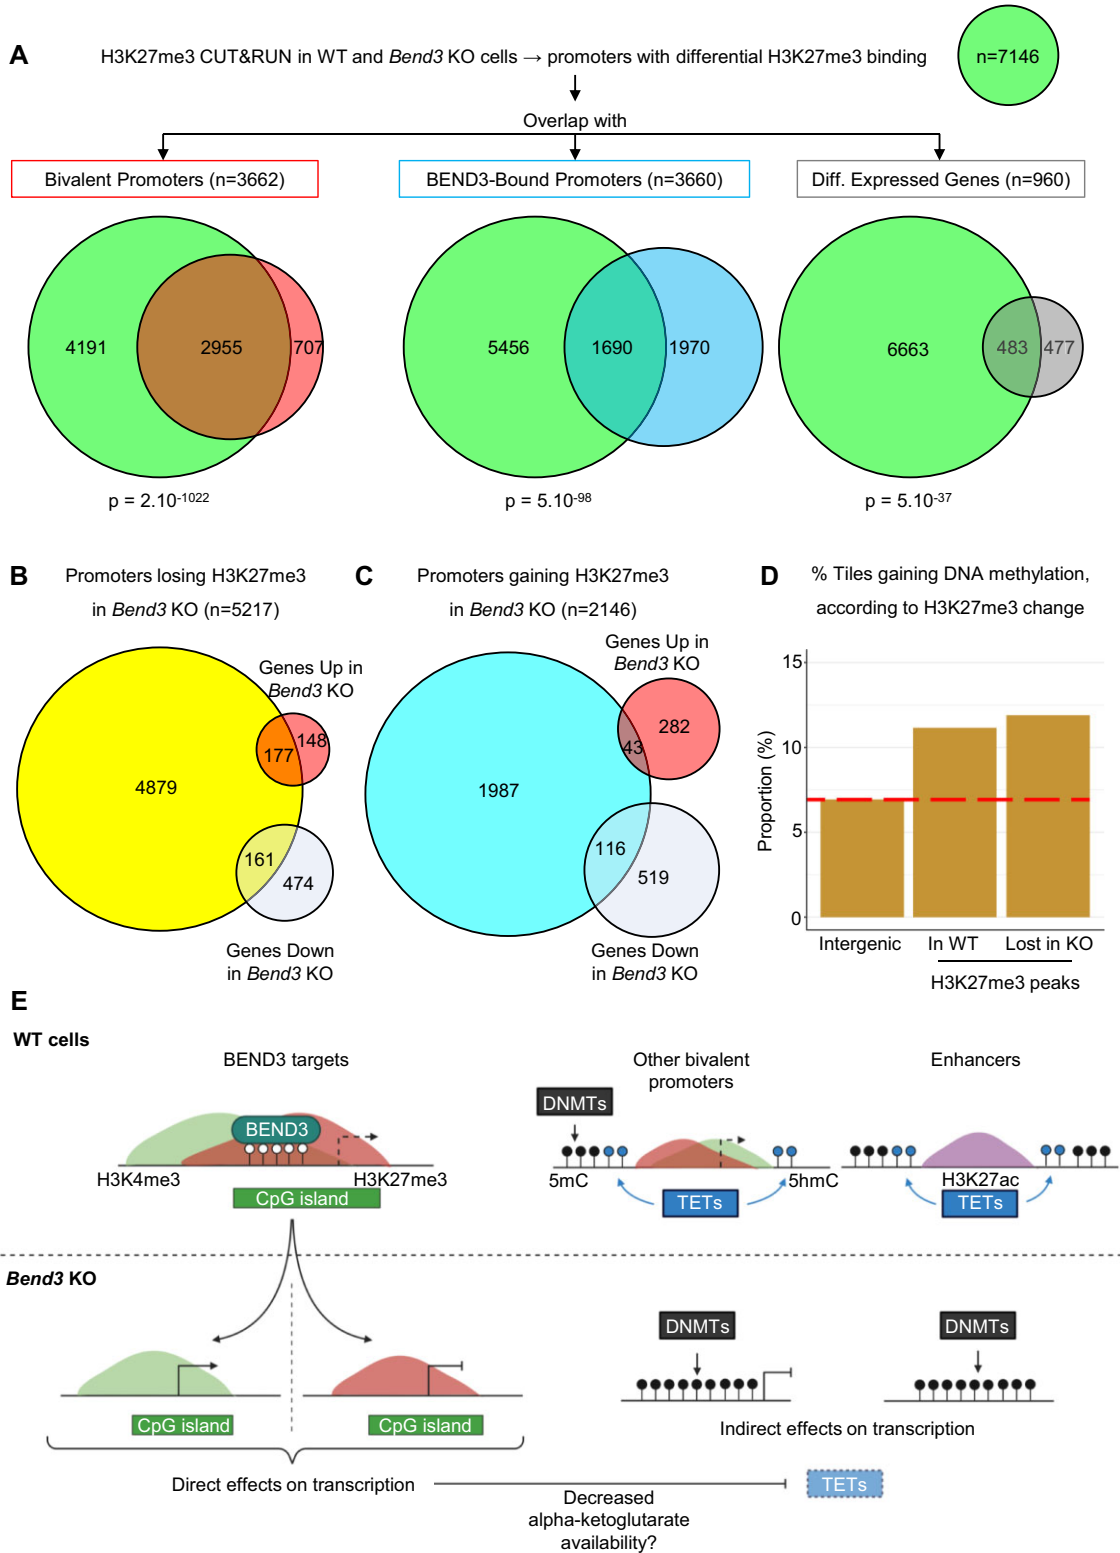 A
H3K27me3 CUT&RUN in WT and Bend3 KO cells → promoters with differential H3K27me3 binding
n=7146
Overlap with
Bivalent Promoters (n=3662)
BEND3-Bound Promoters (n=3660)
Diff. Expressed Genes (n=960)
4191
2955
707
5456
1690
1970
6663
483
477
p = 2.10-1022
p = 5.10-98
p = 5.10-37
B
Promoters losing H3K27me3
in Bend3 KO (n=5217)
Genes Up in
Bend3 KO
4879
177
148
161
474
Genes Down
in Bend3 KO
C
Promoters gaining H3K27me3
in Bend3 KO (n=2146)
Genes Up in
Bend3 KO
1987
43
282
116
519
Genes Down
in Bend3 KO
D
% Tiles gaining DNA methylation,
according to H3K27me3 change
Proportion (%)
15
10
5
0
Intergenic
In WT
Lost in KO
H3K27me3 peaks
E
WT cells
BEND3 targets
Other bivalent
promoters
Enhancers
BEND3
H3K4me3
H3K27me3
CpG island
DNMTs
5mC
5hmC
TETs
H3K27ac
TETs
Bend3 KO
DNMTs
DNMTs
CpG island
CpG island
Indirect effects on transcription
Direct effects on transcription
TETs
Decreased
alpha-ketoglutarate
availability?